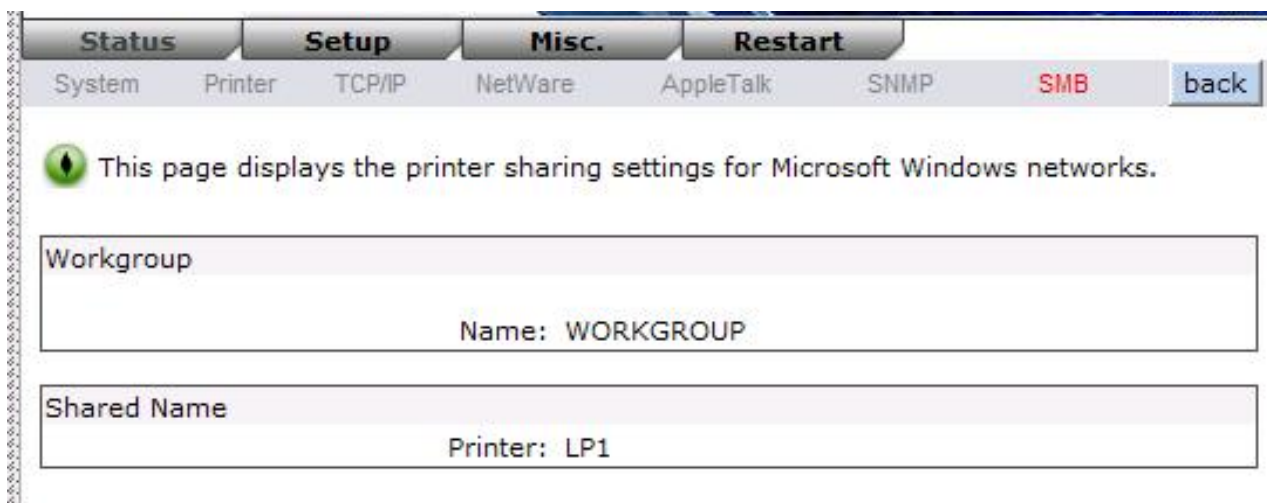 Status Setup Misc. Restart
System Printer TCP/IP NetWare AppleTalk SNMP SMB back
This page displays the printer sharing settings for Microsoft Windows networks.
Workgroup
Name: WORKGROUP
Shared Name
Printer: LP1